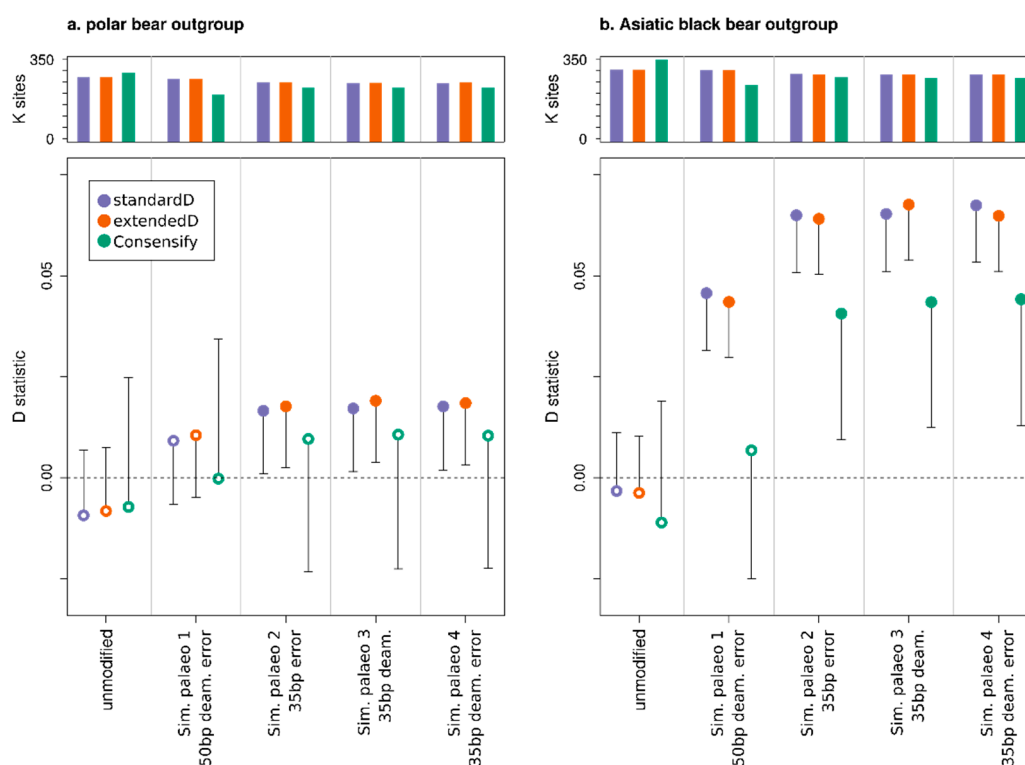 a. polar bear outgroup
b. Asiatic black bear outgroup
K sites
350
0
K sites
350
0
standardD
extendedD
Consensify
D statistic
0.05
0.00
D statistic
0.05
0.00
unmodified
Sim. palaeo 1
50bp deam. error
Sim. palaeo 2
35bp error
Sim. palaeo 3
35bp deam.
Sim. palaeo 4
35bp deam. error
unmodified
Sim. palaeo 1
50bp deam. error
Sim. palaeo 2
35bp error
Sim. palaeo 3
35bp deam.
Sim. palaeo 4
35bp deam. error